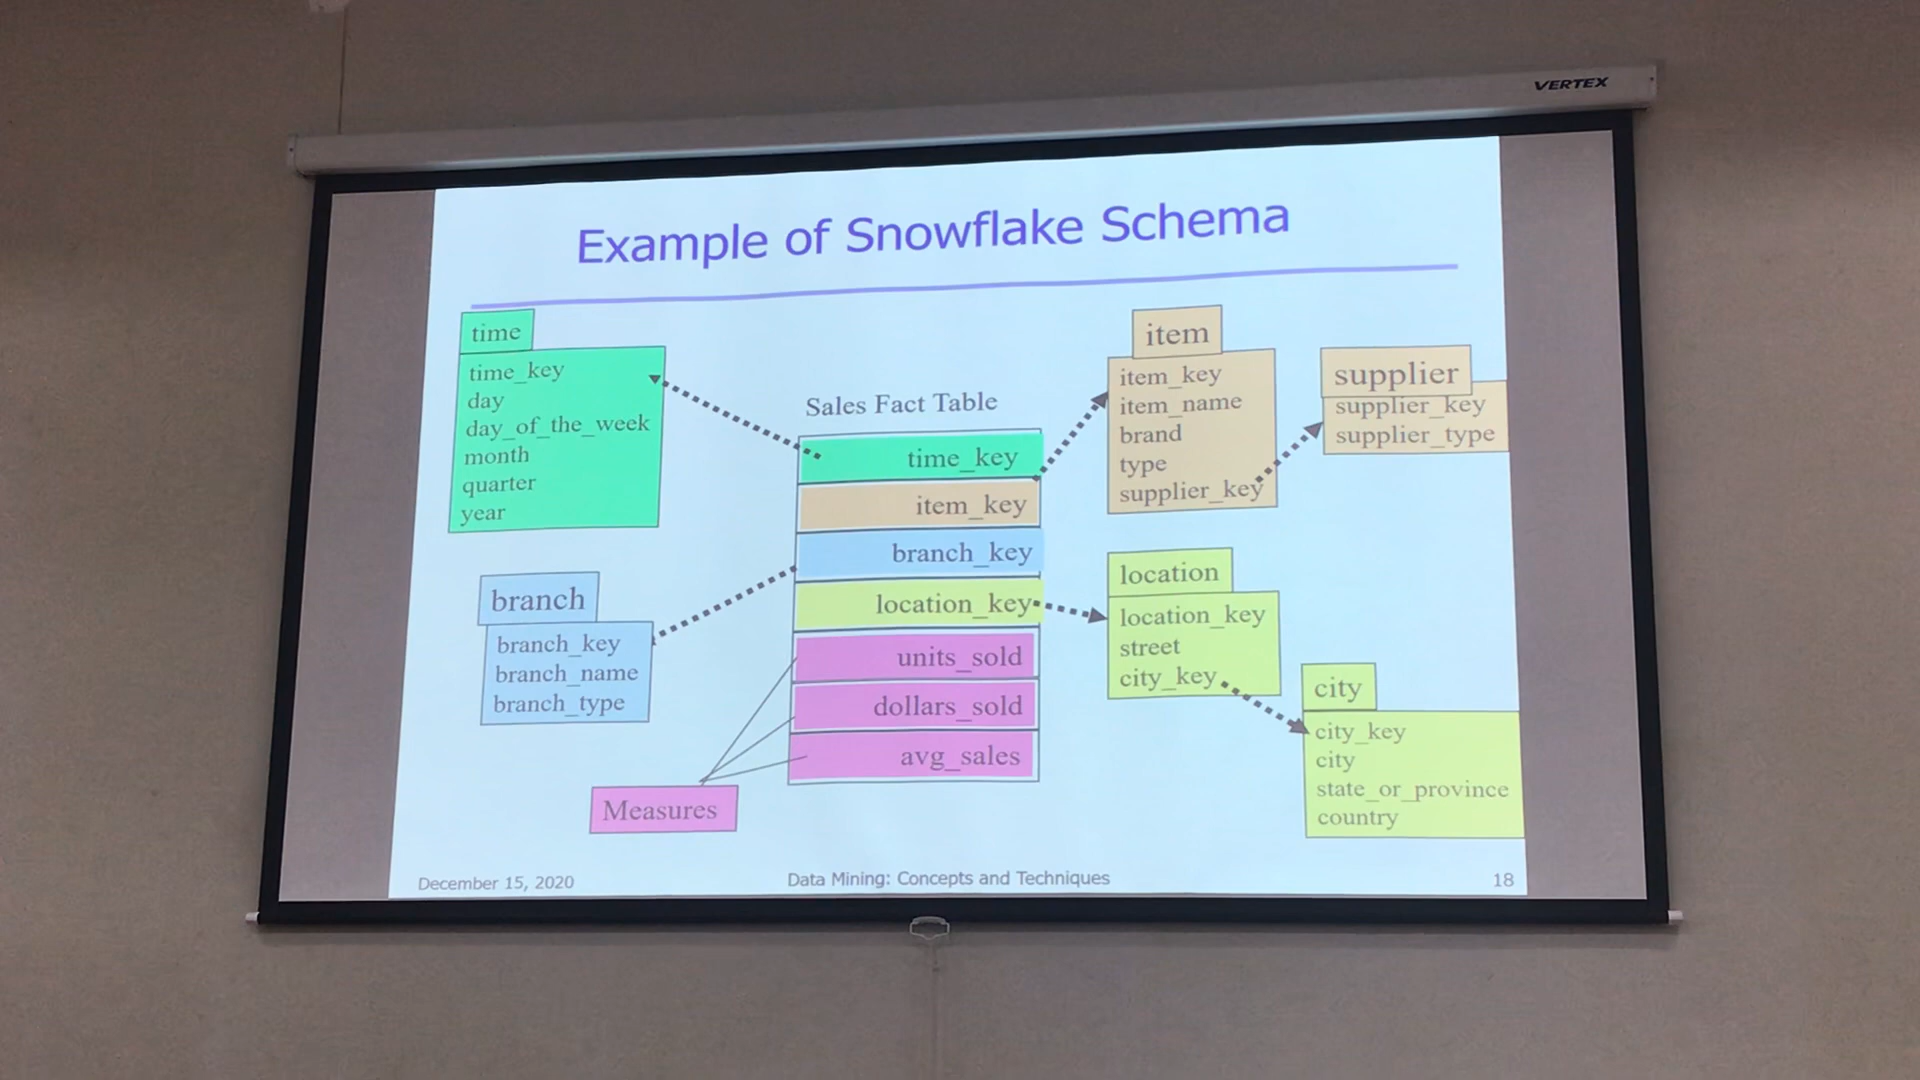 VERTEX
Example of Snowflake Schema
time
time_key
day
day_of_the_week
month
quarter
year
branch
branch_key
branch_name
branch_type
Sales Fact Table
time_key
item_key
branch_key
location_key
units_sold
dollars_sold
avg_sales
Measures
item
item_key
item_name
brand
type
supplier_key
supplier
supplier_key
supplier_type
location
location_key
street
city_key
city
city_key
city
state_or_province
country
December 15, 2020
Data Mining: Concepts and Techniques
18